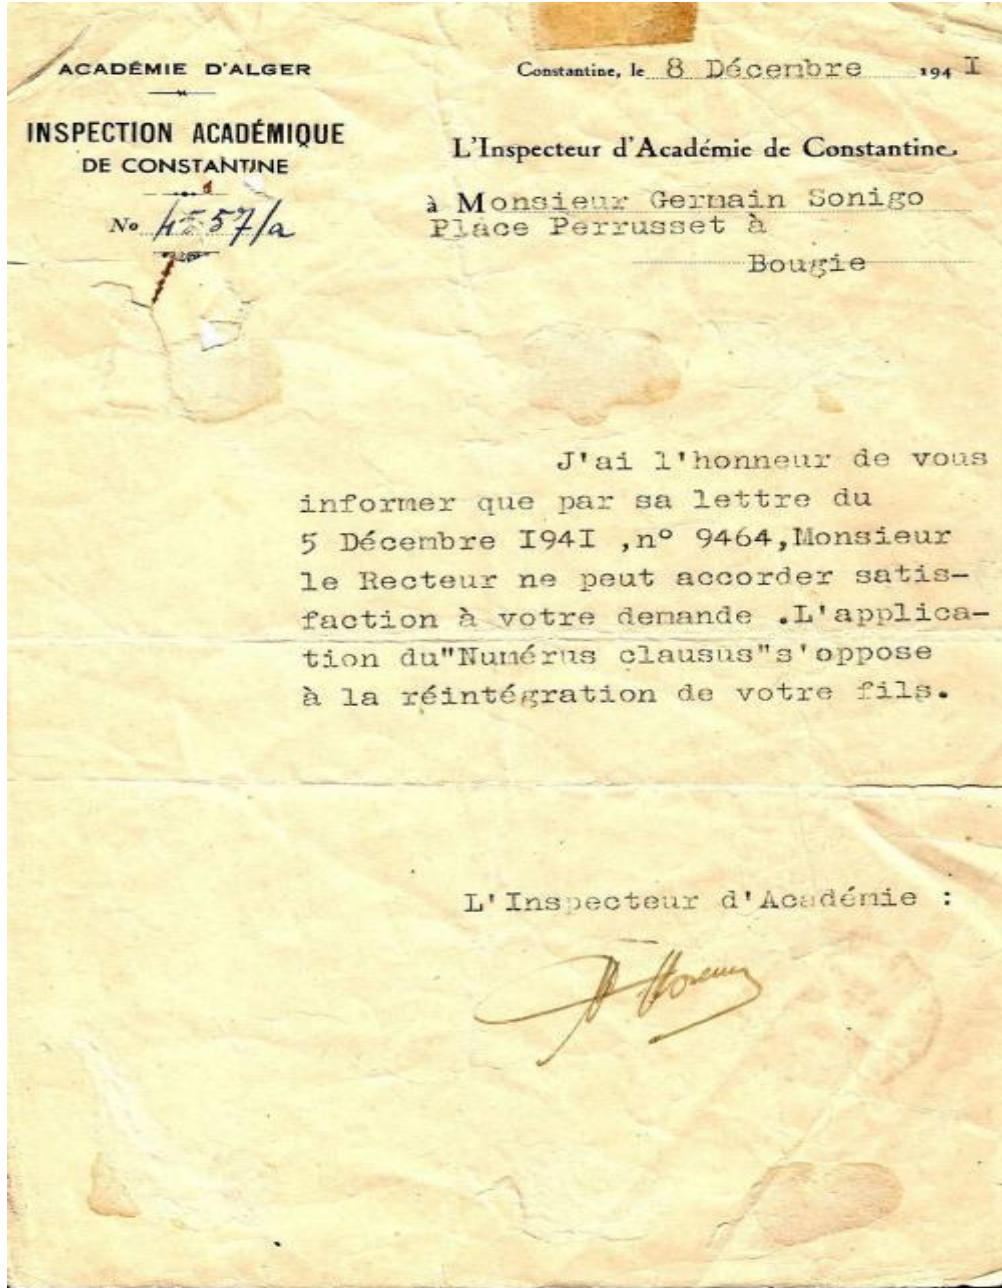 ACADÉMIE D'ALGER
INSPECTION ACADÉMIQUE
DE CONSTANTINE
No
Constantine, le 8 Décembre 194I
L'Inspecteur d'Académie de Constantine
à Monsieur Germain Sonigo
Place Perrusset à
Bougie
J'ai l'honneur de vous
informer que par sa lettre du
5 Décembre I94I ,n° 9464,Monsieur
le Recteur ne peut accorder satis-
faction à votre demande .L'applica-
tion du"Numérus clausus"s'oppose
à la réintégration de votre fils.
L'Inspecteur d'Académie :